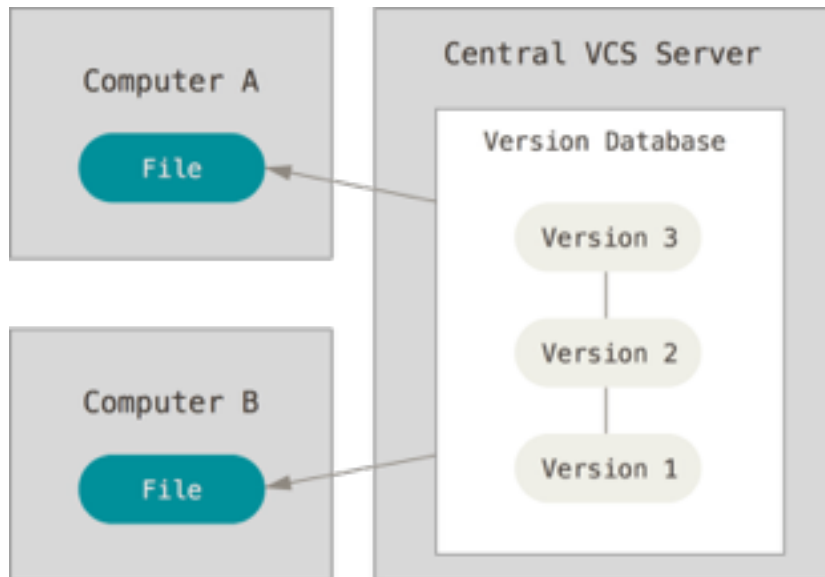 Computer A
File
Central VCS Server
Version Database
Version 3
Version 2
Version 1
Computer B
File